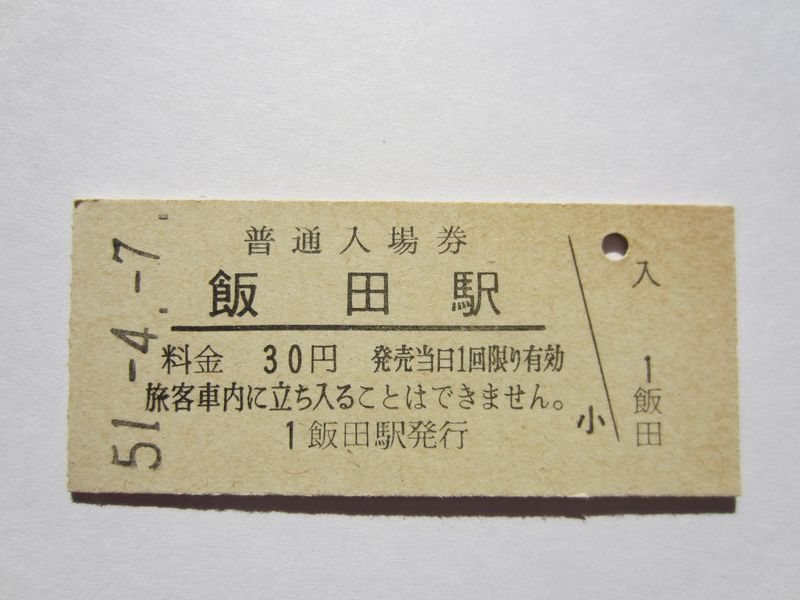 普通入場券
飯田駅
料金 30円 発売当日1回限り有効
旅客車内に立ち入ることはできません。
1飯田駅発行
小
入
1
飯田
51.-4.-7.